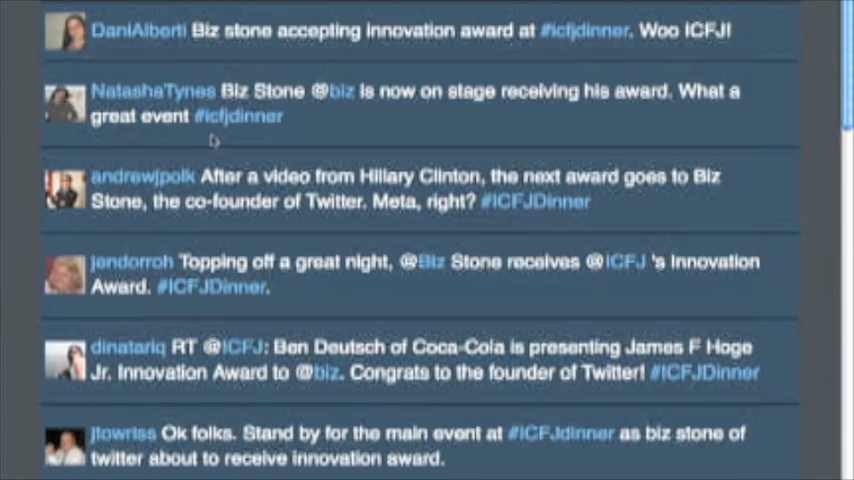 DaniAlberti Biz stone accepting innovation award at #icfjdinner. Woo ICFJ!
NatashaTynes Biz Stone @biz is now on stage receiving his award. What a
great event #icfjdinner
andrewjpolk After a video from Hillary Clinton, the next award goes to Biz
Stone, the co-founder of Twitter. Meta, right? #ICFJDinner
jendorroh Topping off a great night, @Biz Stone receives @ICFJ 's Innovation
Award. #ICFJDinner.
dinatariq RT @ICFJ: Ben Deutsch of Coca-Cola is presenting James F Hoge
Jr. Innovation Award to @biz. Congrats to the founder of Twitter! #ICFJDinner
jtowriss Ok folks. Stand by for the main event at #ICFJdinner as biz stone of
twitter about to receive innovation award.